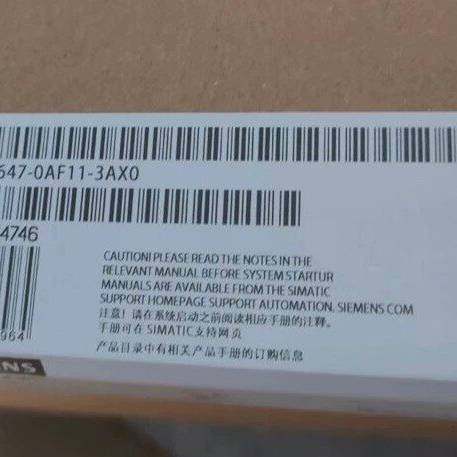 647-0AF11-3AX0
4746
CAUTION! PLEASE READ THE NOTES IN THE
RELEVANT MANUAL BEFORE SYSTEM STARTUR
MANUALS ARE AVAILABLE FROM THE SIMATIC
SUPPORT HOMEPAGE SUPPORT AUTOMATION. SIEMENS COM
注意！请在系统启动之前阅读相应手册的注释。
手册可在SIMATIC支持网页
964
产品目录中有相关产品手册的订购信息
ENS